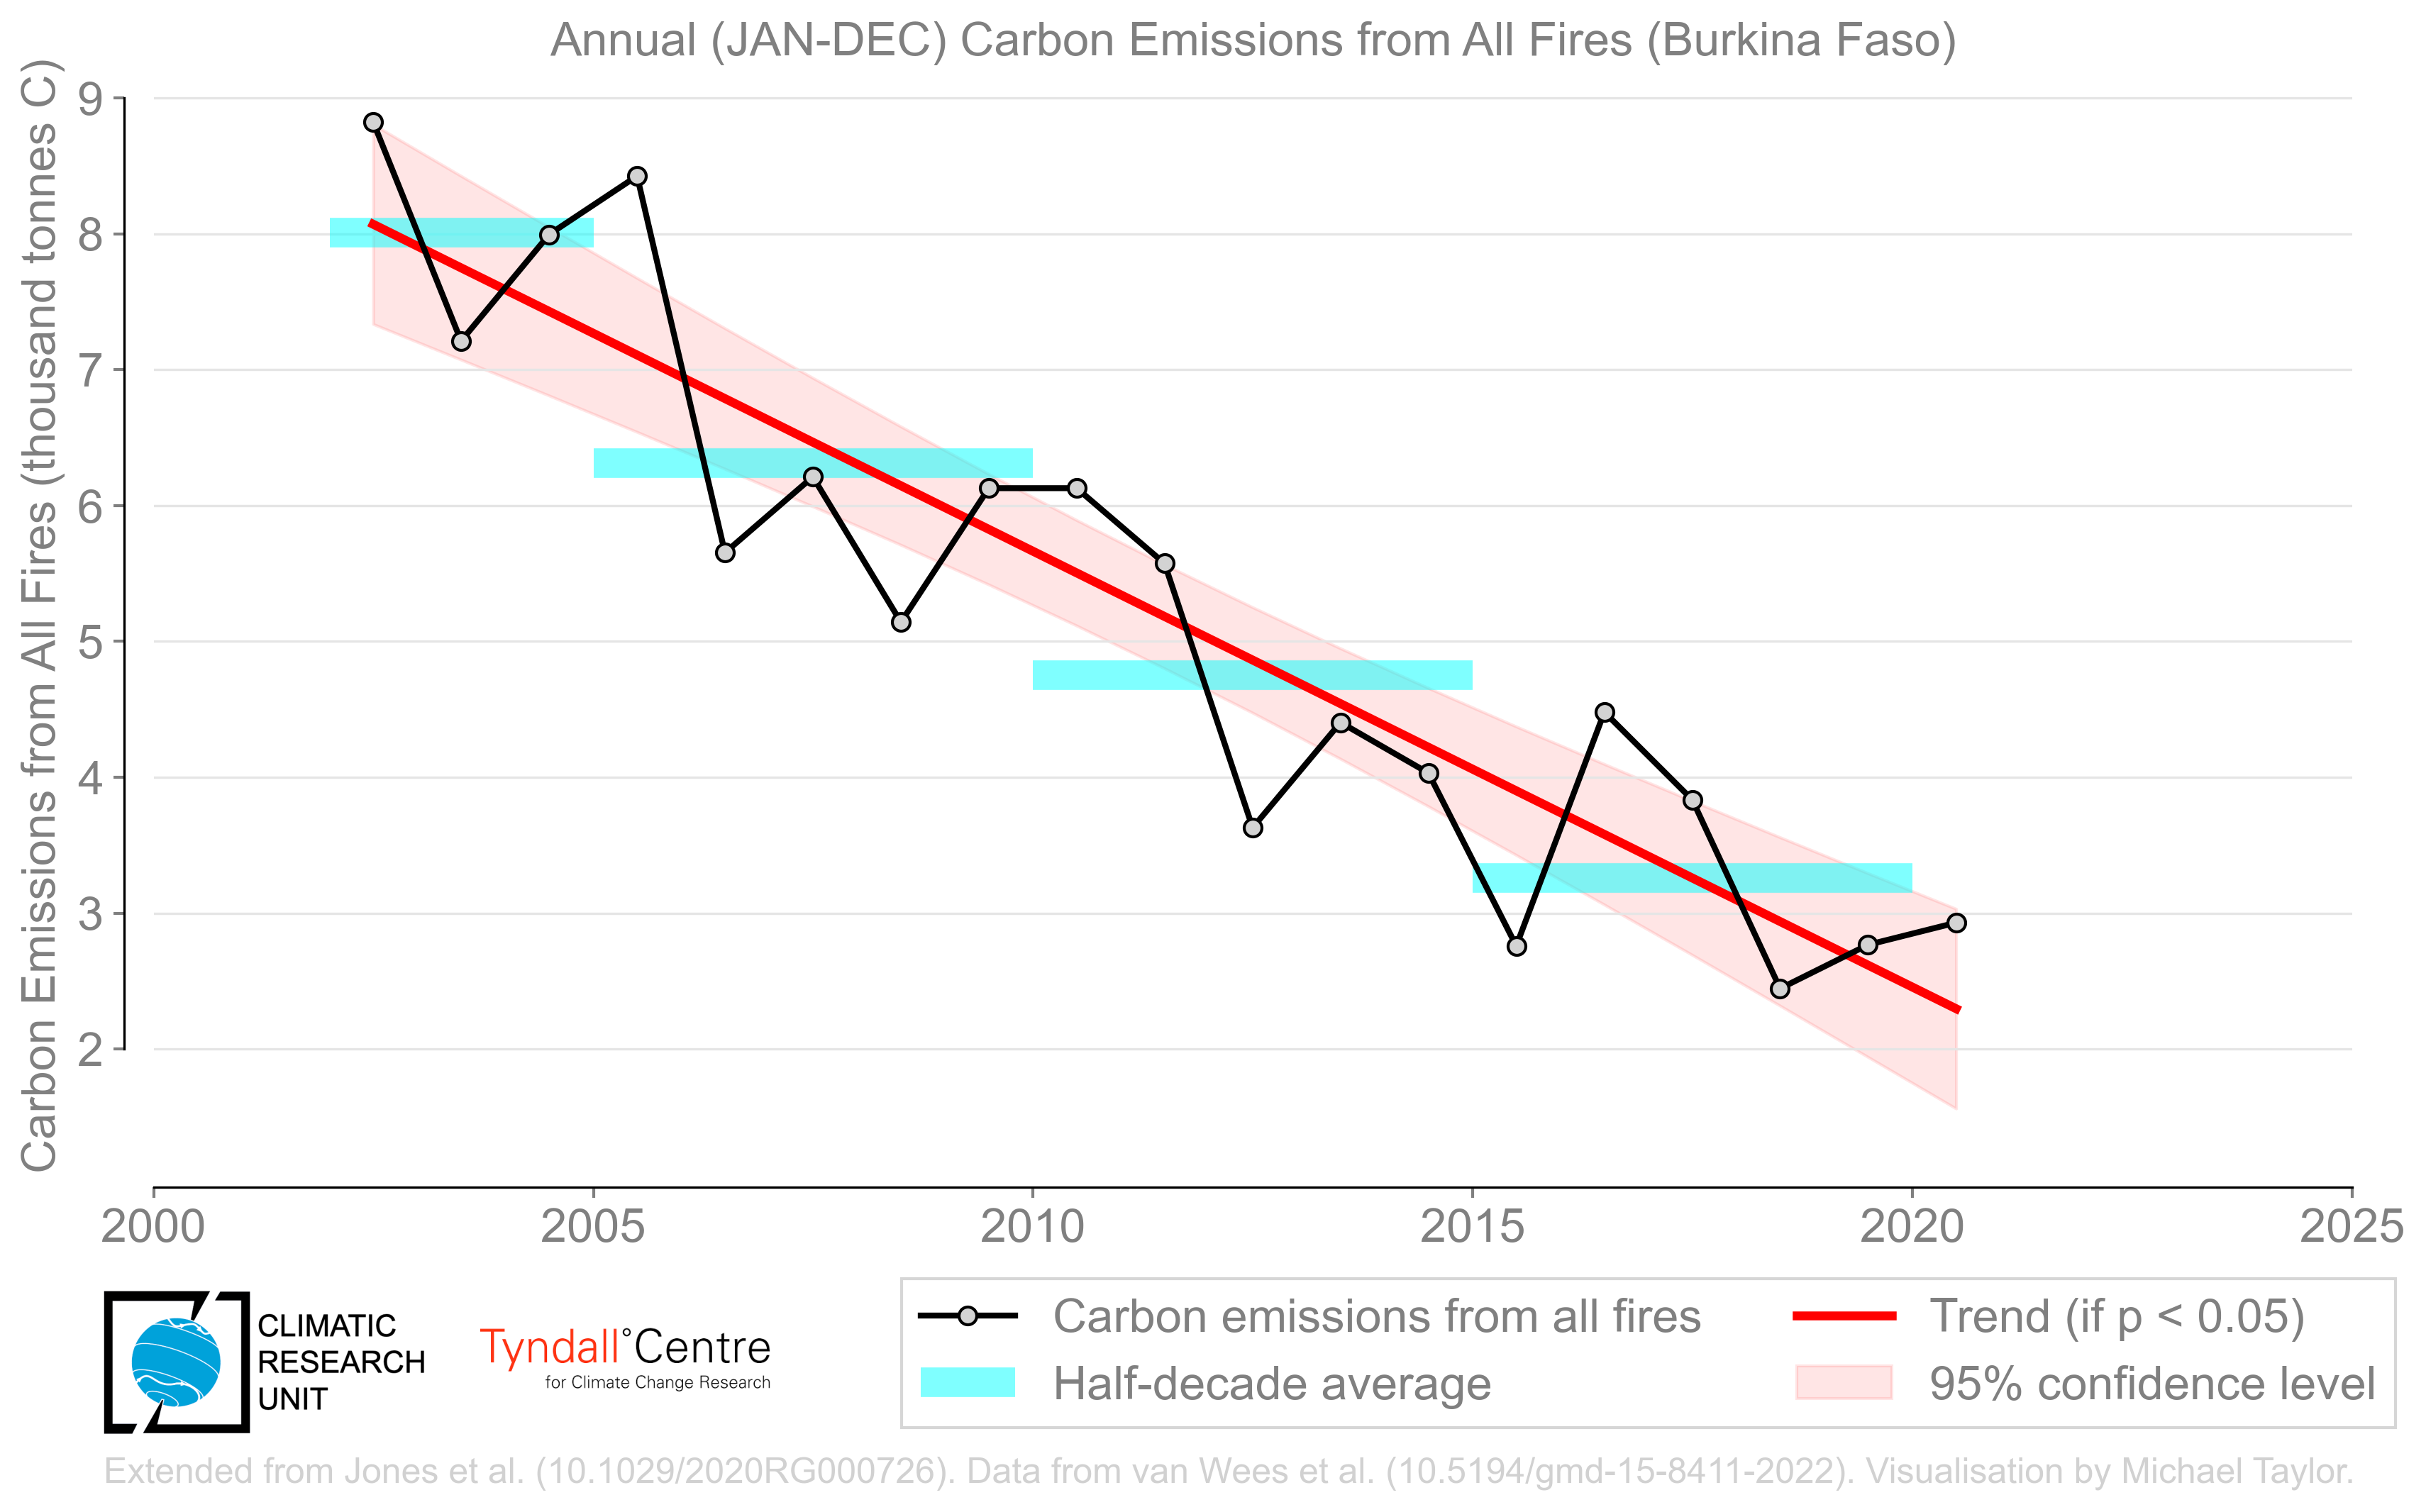 Annual (JAN-DEC) Carbon Emissions from All Fires (Burkina Faso)
Carbon Emissions from All Fires (thousand tonnes C)
9
8
7
6
5
4
3
2
2000 2005 2010 2015 2020 2025
CLIMATIC
RESEARCH
UNIT
Tyndall°Centre
for Climate Change Research
Carbon emissions from all fires
Half-decade average
Trend (if p < 0.05)
95% confidence level
Extended from Jones et al. (10.1029/2020RG000726). Data from van Wees et al. (10.5194/gmd-15-8411-2022). Visualisation by Michael Taylor.